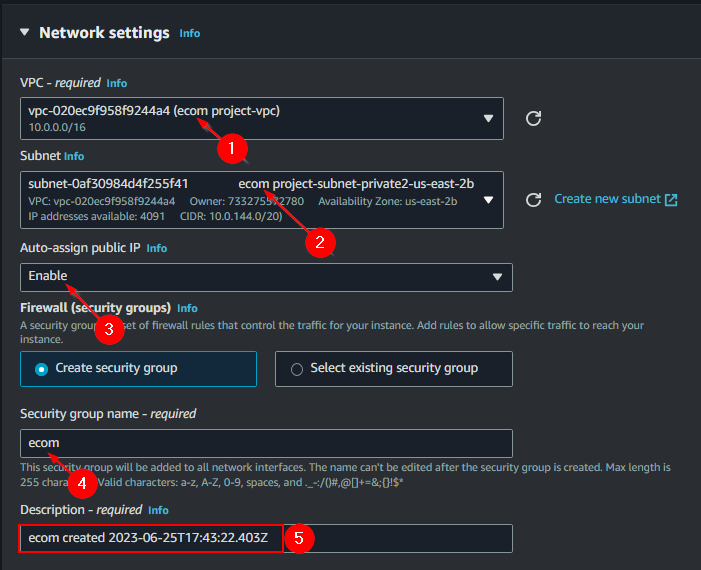 Network settings Info
VPC - required Info
vpc-020ec9f958f9244a4 (ecom project-vpc)
10.0.0.0/16
1
Subnet Info
subnet-0af30984d4f255f41 ecom project-subnet-private2-us-east-2b
VPC: vpc-020ec9f958f9244a4 Owner: 733275572780 Availability Zone: us-east-2b
IP addresses available: 4091 CIDR: 10.0.144.0/20)
Create new subnet
2
Auto-assign public IP Info
Enable
3
Firewall (security groups) Info
A security group set of firewall rules that control the traffic for your instance. Add rules to allow specific traffic to reach your
instance.
Create security group
Select existing security group
Security group name - required
ecom
4
This security group will be added to all network interfaces. The name can't be edited after the security group is created. Max length is
255 chara Valid characters: a-z, A-Z, 0-9, spaces, and ._-:/()#,@[]+=&;{}!$*
Description - required Info
ecom created 2023-06-25T17:43:22.403Z
5